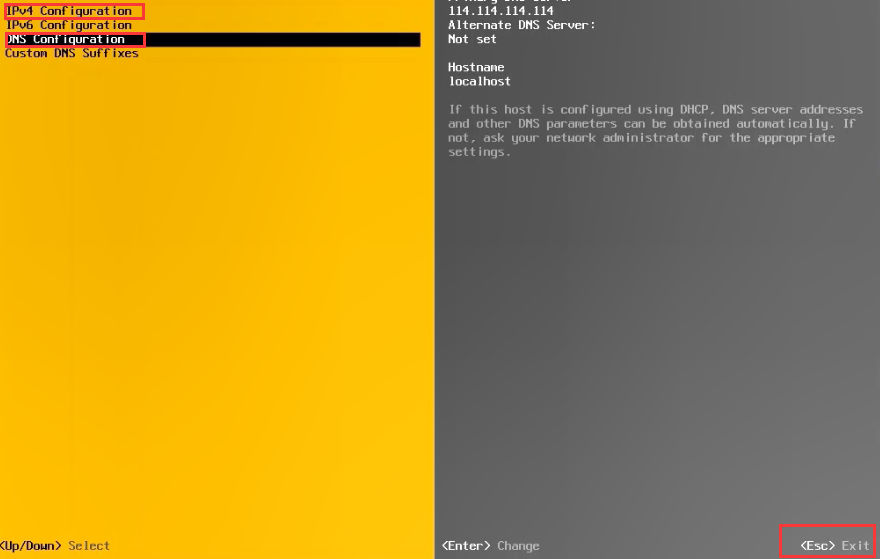 IPv4 Configuration
IPv6 Configuration
DNS Configuration
Custom DNS Suffixes
114.114.114.114
Alternate DNS Server:
Not set
Hostname
localhost
If this host is configured using DHCP, DNS server addresses
and other DNS parameters can be obtained automatically. If
not, ask your network administrator for the appropriate
settings.
<Up/Down> Select
<Enter> Change
<Esc> Exit